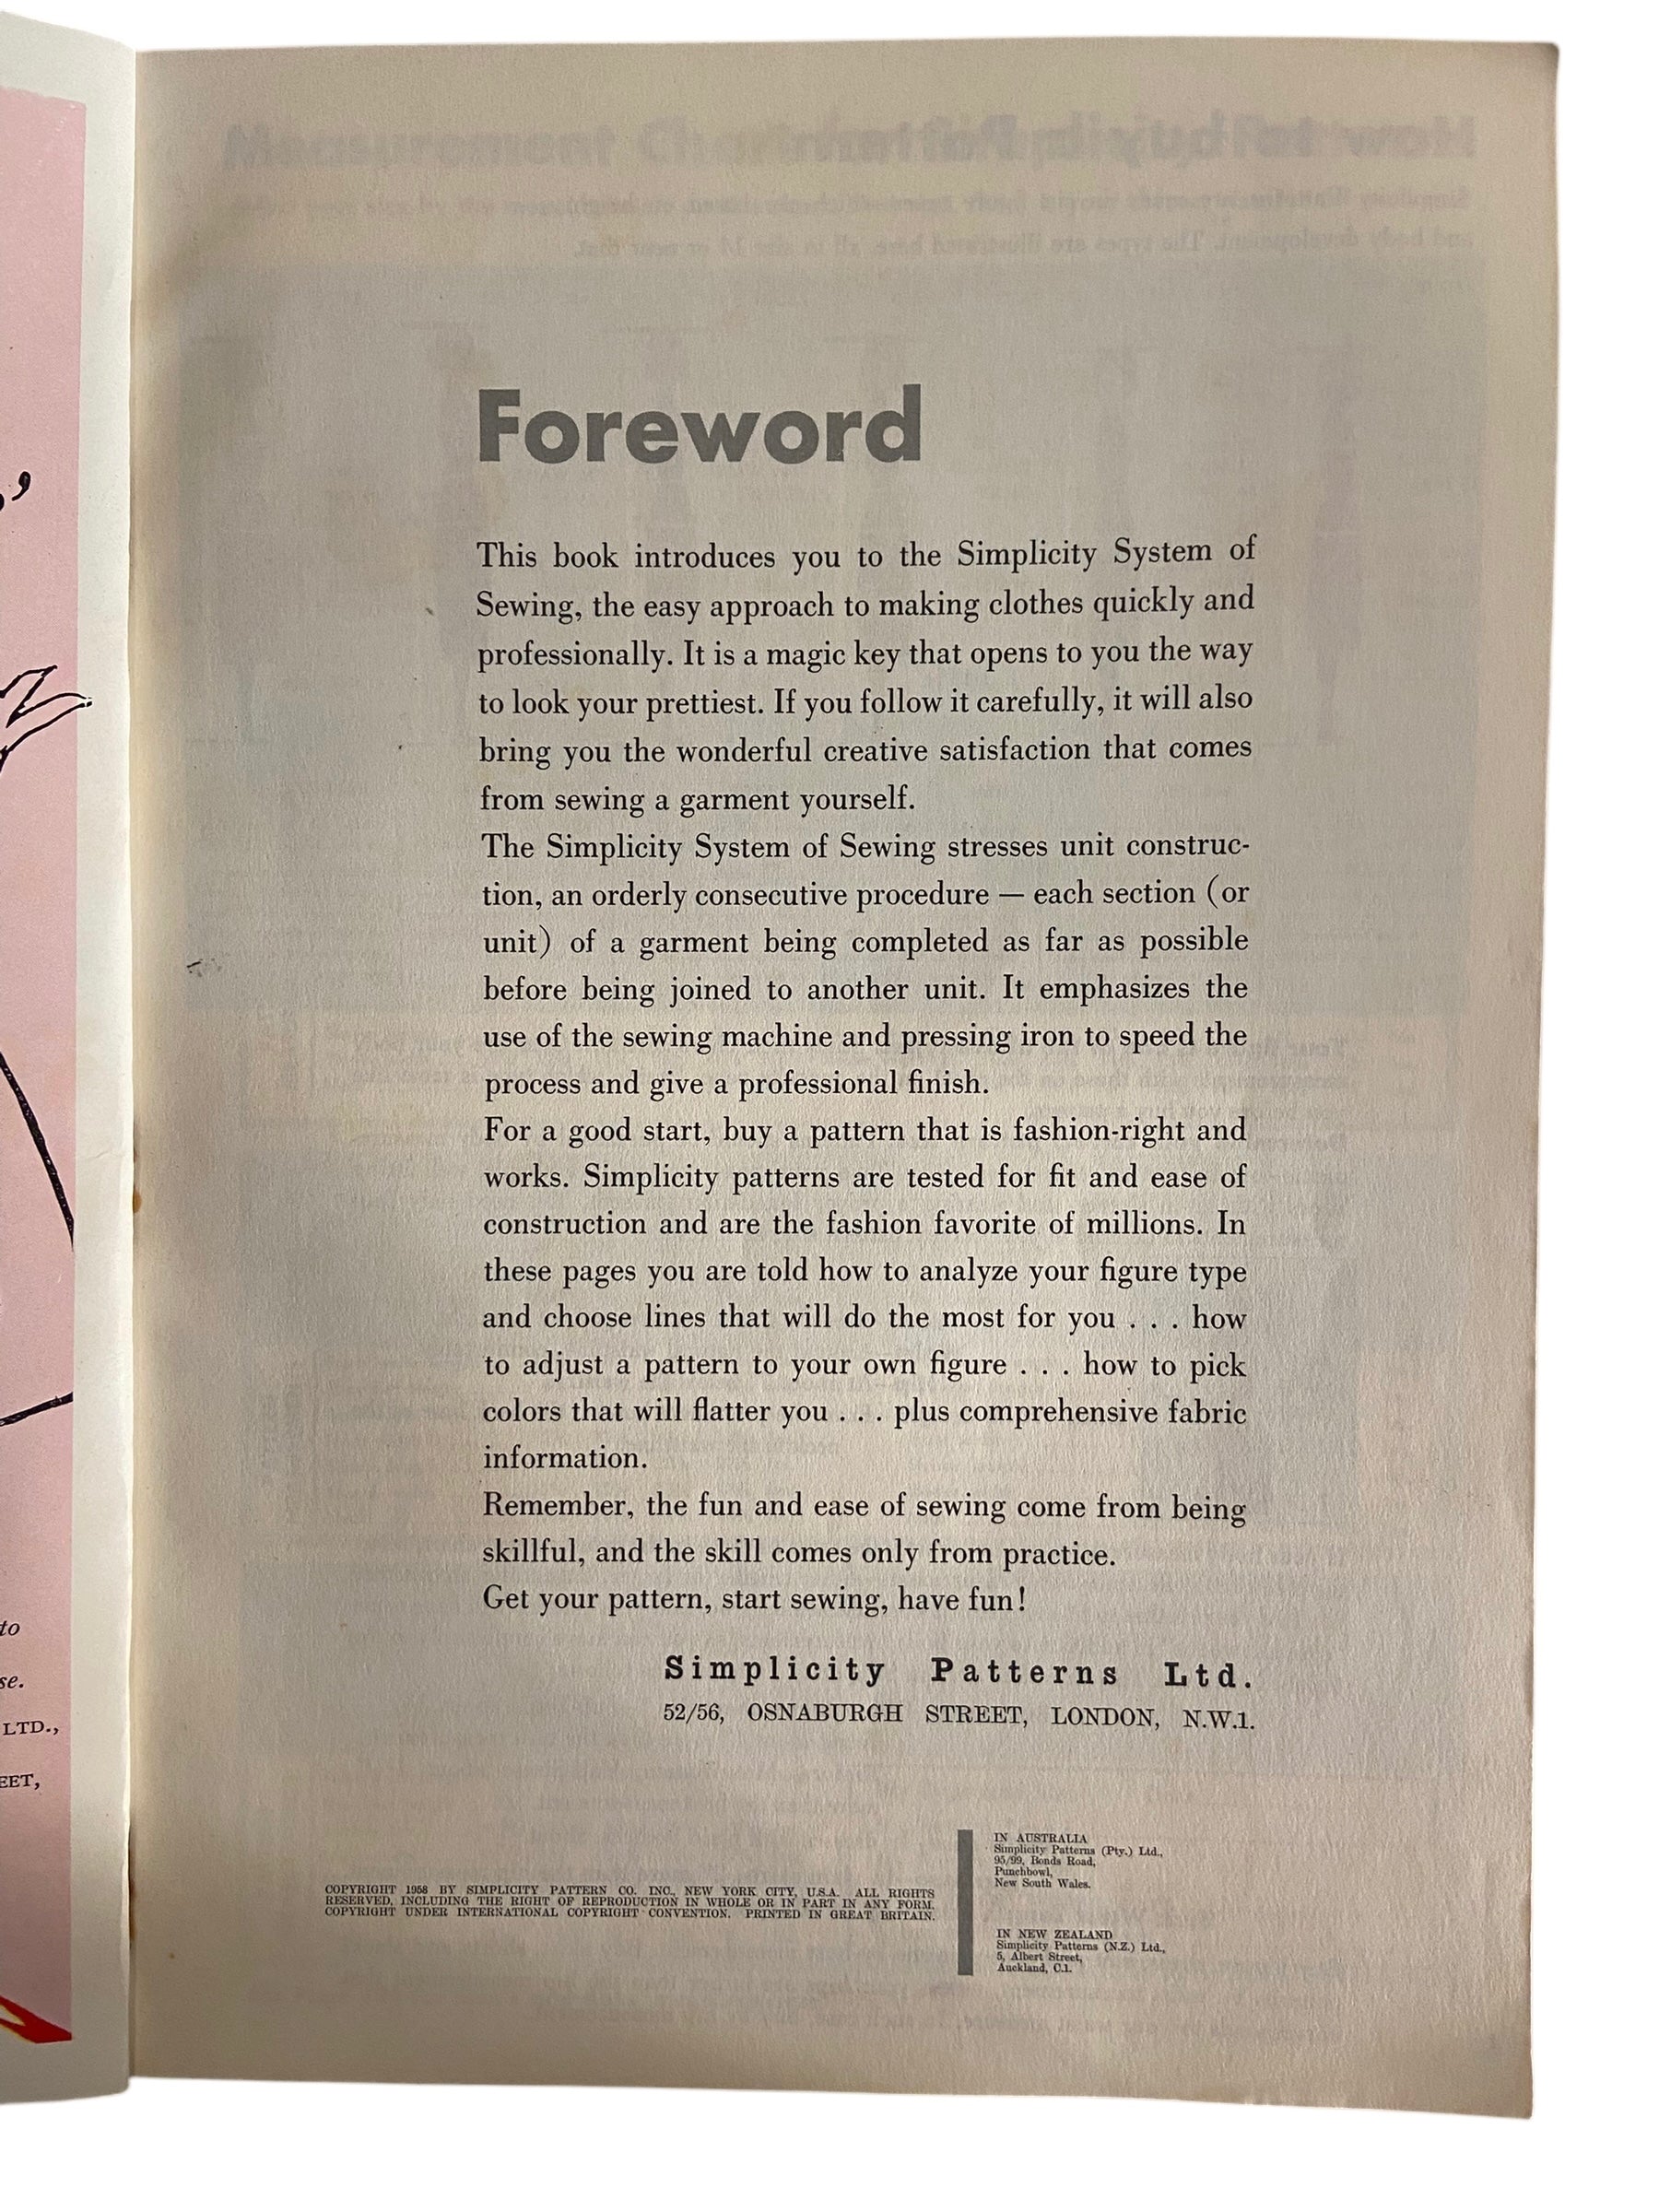 to
se.
LTD.,
EET,
Foreword
This book introduces you to the Simplicity System of
Sewing, the easy approach to making clothes quickly and
professionally. It is a magic key that opens to you the way
to look your prettiest. If you follow it carefully, it will also
bring you the wonderful creative satisfaction that comes
from sewing a garment yourself.
The Simplicity System of Sewing stresses unit construc-
tion, an orderly consecutive procedure — each section (or
unit) of a garment being completed as far as possible
before being joined to another unit. It emphasizes the
use of the sewing machine and pressing iron to speed the
process and give a professional finish.
For a good start, buy a pattern that is fashion-right and
works. Simplicity patterns are tested for fit and ease of
construction and are the fashion favorite of millions. In
these pages you are told how to analyze your figure type
and choose lines that will do the most for you . . . how
to adjust a pattern to your own figure . . . how to pick
colors that will flatter you . . . plus comprehensive fabric
information.
Remember, the fun and ease of sewing come from being
skillful, and the skill comes only from practice.
Get your pattern, start sewing, have fun!
Simplicity Patterns Ltd.
52/56, OSNABURGH STREET, LONDON, N.W.1.
COPYRIGHT 1958 BY SIMPLICITY PATTERN CO. INC., NEW YORK CITY, U.S.A. ALL RIGHTS
RESERVED, INCLUDING THE RIGHT OF REPRODUCTION IN WHOLE OR IN PART IN ANY FORM.
COPYRIGHT UNDER INTERNATIONAL COPYRIGHT CONVENTION. PRINTED IN GREAT BRITAIN.
IN AUSTRALIA
Simplicity Patterns (Pty.) Ltd.,
95/99, Bonds Road,
Punchbowl,
New South Wales.
IN NEW ZEALAND
Simplicity Patterns (N.Z.) Ltd.,
5, Albert Street,
Auckland, C.1.